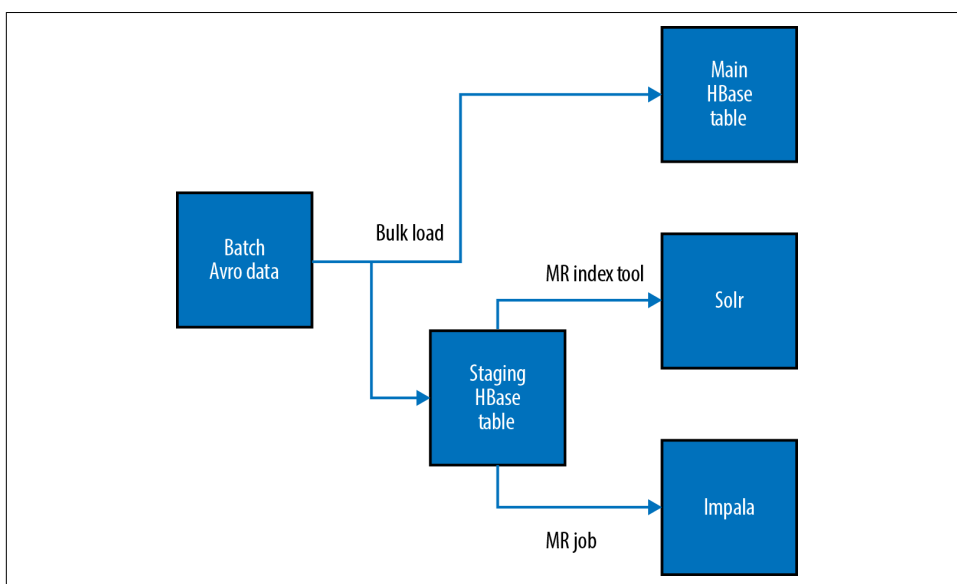 Main
HBase
table
Batch
Avro data
Bulk load
MR index tool
Solr
Staging
HBase
table
MR job
Impala